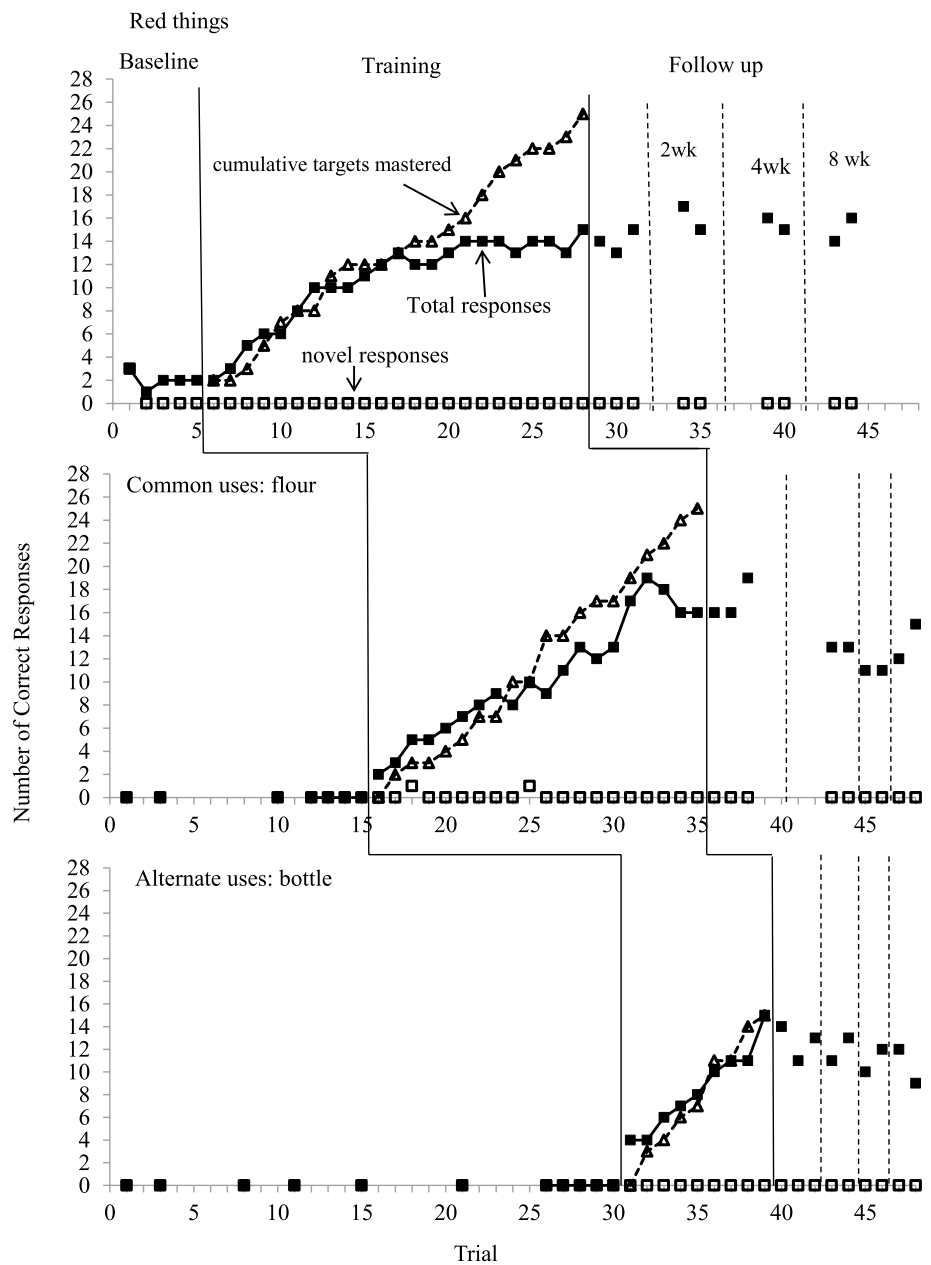 Red things
Baseline
Training
Follow up
28
26
24
22
20
18
16
14
12
10
8
6
4
2
0
cumulative targets mastered
2wk
4wk
8 wk
Total responses
novel responses
0 5 10 15 20 25 30 35 40 45
Number of Correct Responses
28
26
24
22
20
18
16
14
12
10
8
6
4
2
0
Common uses: flour
0 5 10 15 20 25 30 35 40 45
28
26
24
22
20
18
16
14
12
10
8
6
4
2
0
Alternate uses: bottle
0 5 10 15 20 25 30 35 40 45
Trial